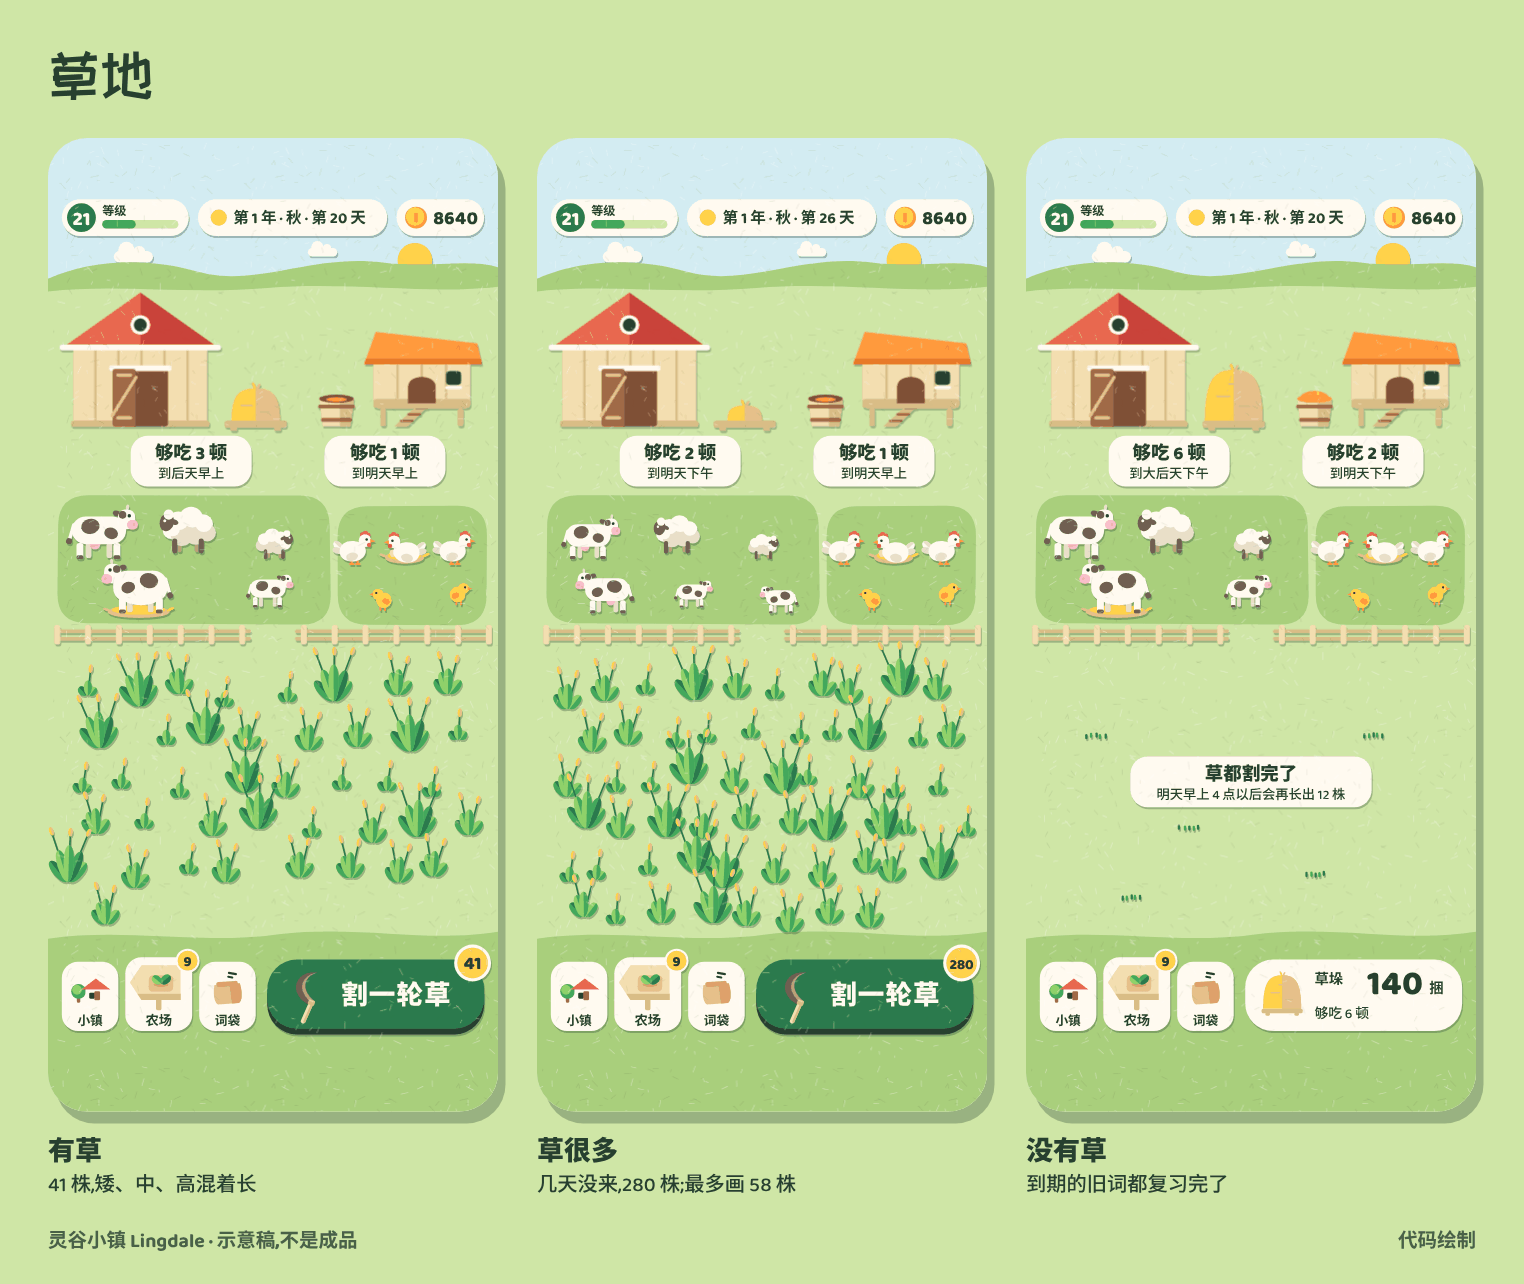 草地
21 等级 第1年·秋·第20天 8640
够吃 3 顿
到后天早上
够吃 1 顿
到明天早上
41
9
小镇 农场 词袋 割一轮草
有草
41 株,矮、中、高混着长
21 等级 第1年·秋·第26天 8640
够吃 2 顿
到明天下午
够吃 1 顿
到明天早上
280
9
小镇 农场 词袋 割一轮草
草很多
几天没来,280 株;最多画 58 株
21 等级 第1年·秋·第20天 8640
够吃 6 顿
到大后天下午
够吃 2 顿
到明天下午
草都割完了
明天早上 4 点以后会再长出 12 株
9
小镇 农场 词袋
草垛 140 捆
够吃 6 顿
没有草
到期的旧词都复习完了
灵谷小镇 Lingdale · 示意稿,不是成品
代码绘制